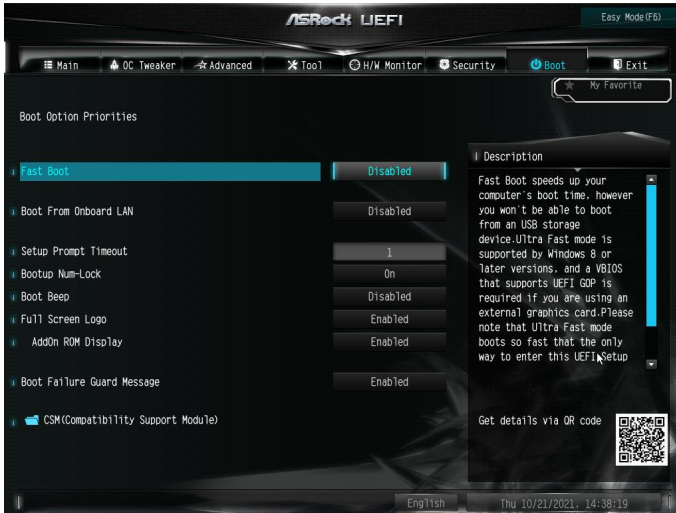 ASRock UEFI
Easy Mode(F6)
Main
OC Tweaker
Advanced
Tool
H/W Monitor
Security
Boot
Exit
My Favorite
Boot Option Priorities
Fast Boot Disabled
Boot From Onboard LAN Disabled
Setup Prompt Timeout 1
Bootup Num-Lock On
Boot Beep Disabled
Full Screen Logo Enabled
AddOn ROM Display Enabled
Boot Failure Guard Message Enabled
CSM(Compatibility Support Module)
Description
Fast Boot speeds up your
computer's boot time, however
you won't be able to boot
from an USB storage
device.Ultra Fast mode is
supported by Windows 8 or
later versions, and a VBIOS
that supports UEFI GOP is
required if you are using an
external graphics card.Please
note that Ultra Fast mode
boots so fast that the only
way to enter this UEFI Setup
Get details via QR code
English
Thu 10/21/2021, 14:38:19